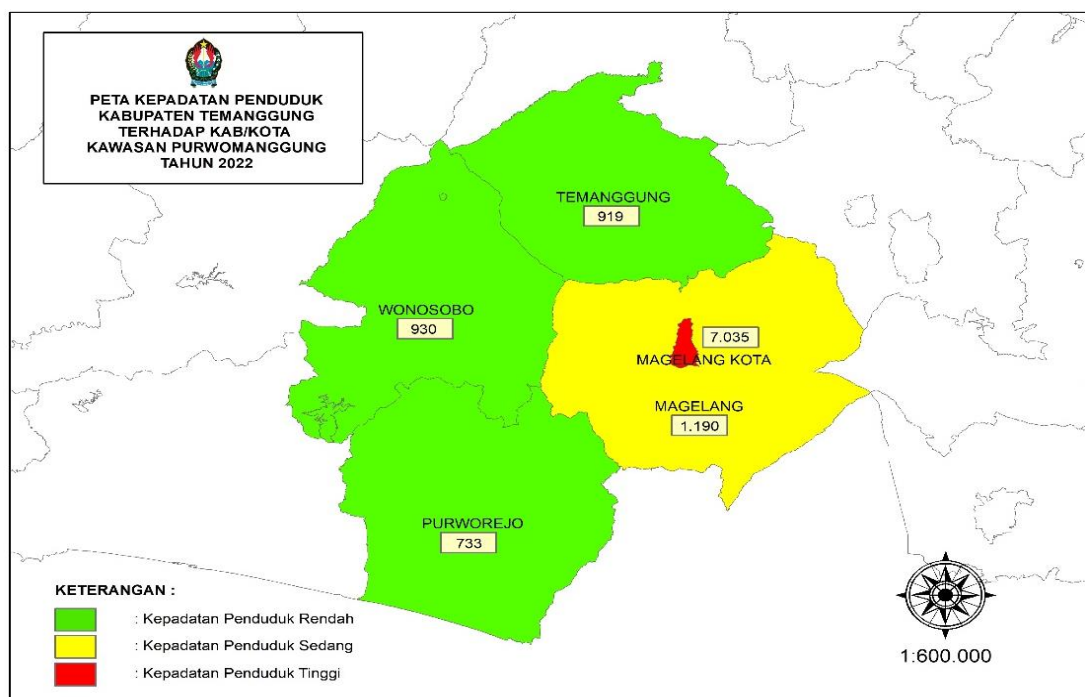 PETA KEPADATAN PENDUDUK
KABUPATEN TEMANGGUNG
TERHADAP KAB/KOTA
KAWASAN PURWOMANGGUNG
TAHUN 2022
TEMANGGUNG
919
WONOSOBO
930
7.035
MAGELANG KOTA
MAGELANG
1.190
PURWOREJO
733
KETERANGAN :
: Kepadatan Penduduk Rendah
: Kepadatan Penduduk Sedang
: Kepadatan Penduduk Tinggi
1:600.000